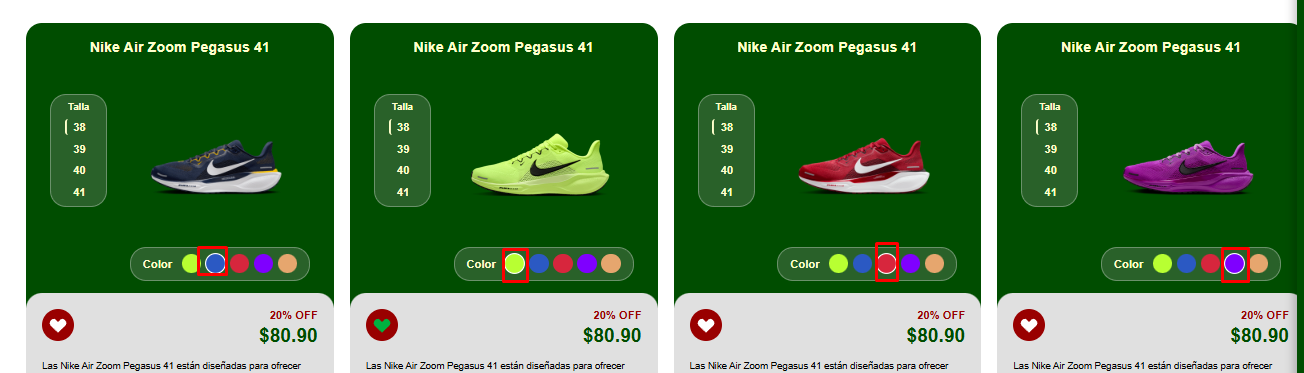 Nike Air Zoom Pegasus 41
Talla
38
39
40
41
Color
20% OFF
$80.90
Las Nike Air Zoom Pegasus 41 están diseñadas para ofrecer
Nike Air Zoom Pegasus 41
Talla
38
39
40
41
Color
20% OFF
$80.90
Las Nike Air Zoom Pegasus 41 están diseñadas para ofrecer
Nike Air Zoom Pegasus 41
Talla
38
39
40
41
Color
20% OFF
$80.90
Las Nike Air Zoom Pegasus 41 están diseñadas para ofrecer
Nike Air Zoom Pegasus 41
Talla
38
39
40
41
Color
20% OFF
$80.90
Las Nike Air Zoom Pegasus 41 están diseñadas para ofrecer